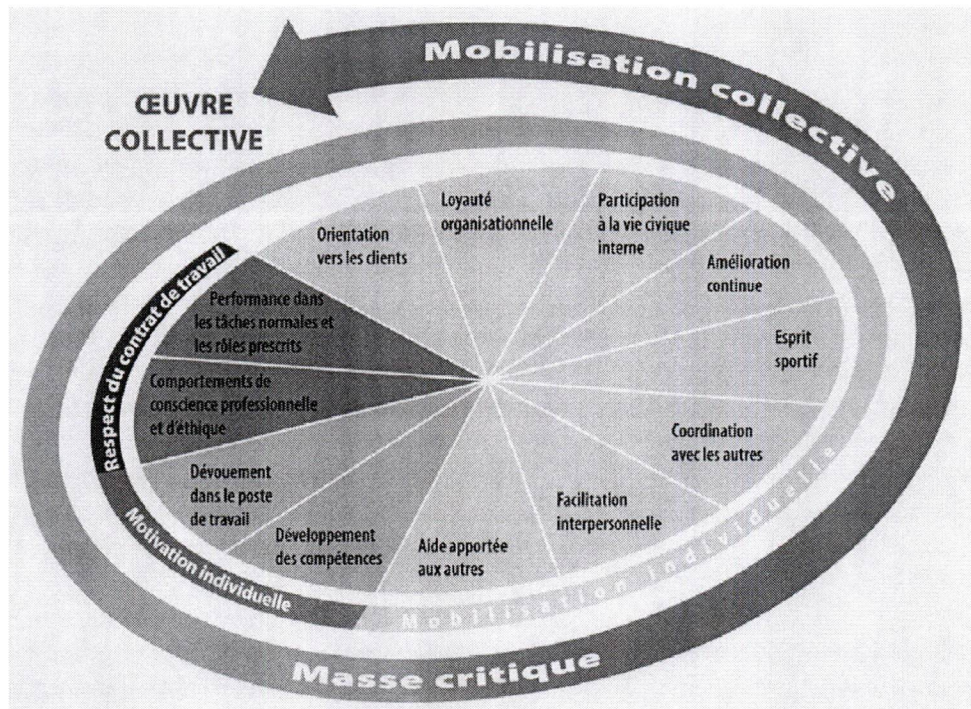 Mobilisation collective
ŒUVRE
COLLECTIVE
Loyauté
organisationnelle
Participation
à la vie civique
interne
Orientation
vers les clients
Amélioration
continue
Respect du contrat de travail
Performance dans
les tâches normales et
les rôles prescrits
Esprit
sportif
Comportements de
conscience professionnelle
et d'éthique
Coordination
avec les autres
Dévouement
dans le poste
de travail
Facilitation
interpersonnelle
Développement
des compétences
Aide apportée
aux autres
Motivation individuelle
Mobilisation individuelle
Masse critique